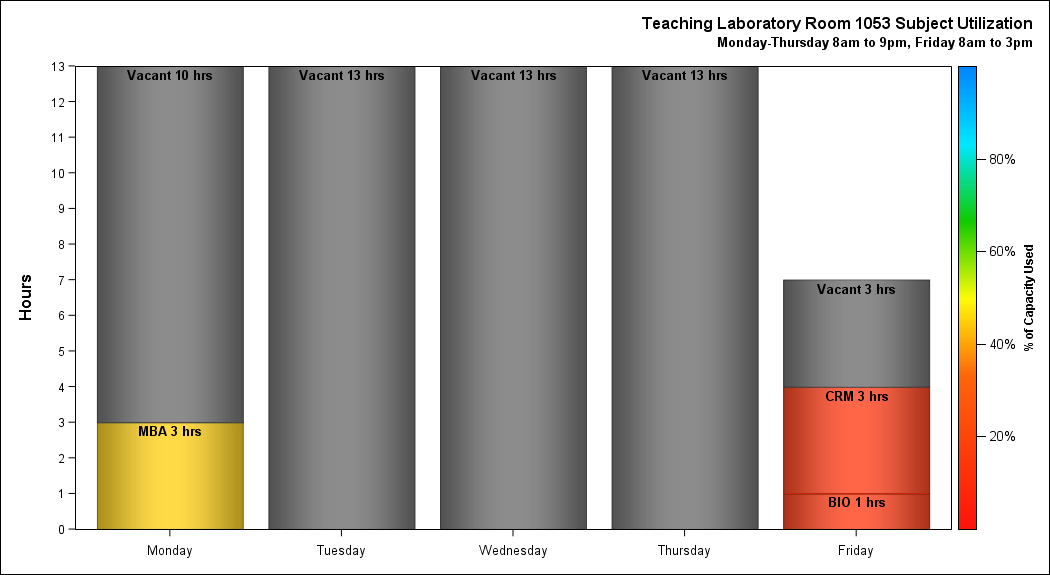 Teaching Laboratory Room 1053 Subject Utilization
Monday-Thursday 8am to 9pm, Friday 8am to 3pm
Hours
13
12
11
10
9
8
7
6
5
4
3
2
1
0
Vacant 10 hrs
MBA 3 hrs
Vacant 13 hrs
Vacant 13 hrs
Vacant 13 hrs
Vacant 3 hrs
CRM 3 hrs
BIO 1 hrs
Monday
Tuesday
Wednesday
Thursday
Friday
80%
60%
40%
20%
% of Capacity Used